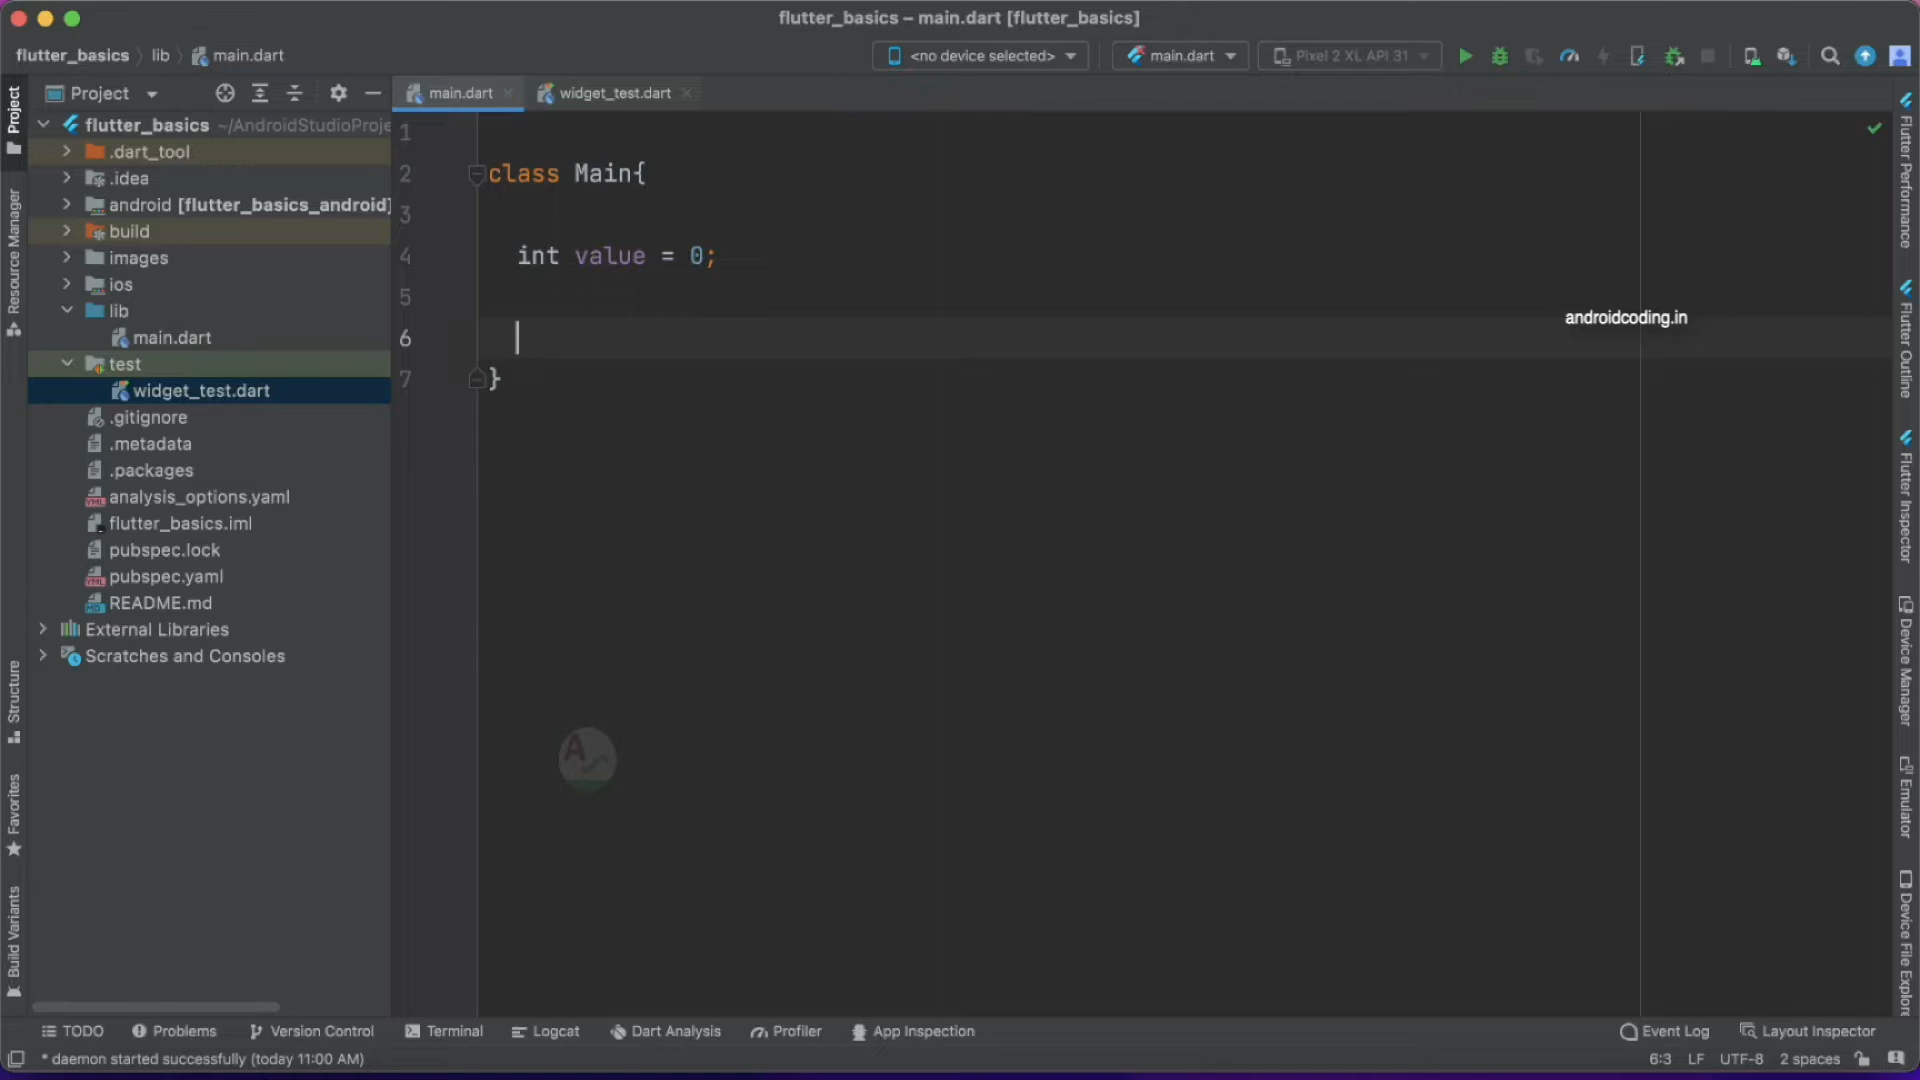 flutter_basics – main.dart [flutter_basics]
flutter_basics lib main.dart
<no device selected> main.dart Pixel 2 XL API 31
Project
main.dart widget_test.dart
Project
Resource Manager
Structure
Favorites
Build Variants
flutter_basics ~/AndroidStudioProje
.dart_tool
.idea
android [flutter_basics_android]
build
images
ios
lib
main.dart
test
widget_test.dart
.gitignore
.metadata
.packages
analysis_options.yaml
flutter_basics.iml
pubspec.lock
pubspec.yaml
README.md
External Libraries
Scratches and Consoles
1
2 class Main{
3
4 int value = 0;
5
6
7 }
androidcoding.in
A
Flutter Performance
Flutter Outline
Flutter Inspector
Device Manager
Emulator
Device File Explore
TODO Problems Version Control Terminal Logcat Dart Analysis Profiler App Inspection Event Log Layout Inspector
* daemon started successfully (today 11:00 AM) 6:3 LF UTF-8 2 spaces